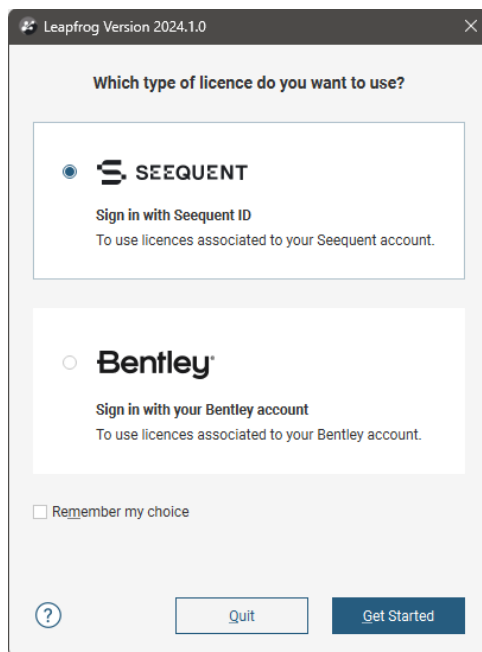 Leapfrog Version 2024.1.0
Which type of licence do you want to use?
SEEQUENT
Sign in with Seequent ID
To use licences associated to your Seequent account.
Bentley
Sign in with your Bentley account
To use licences associated to your Bentley account.
Remember my choice
? Quit Get Started